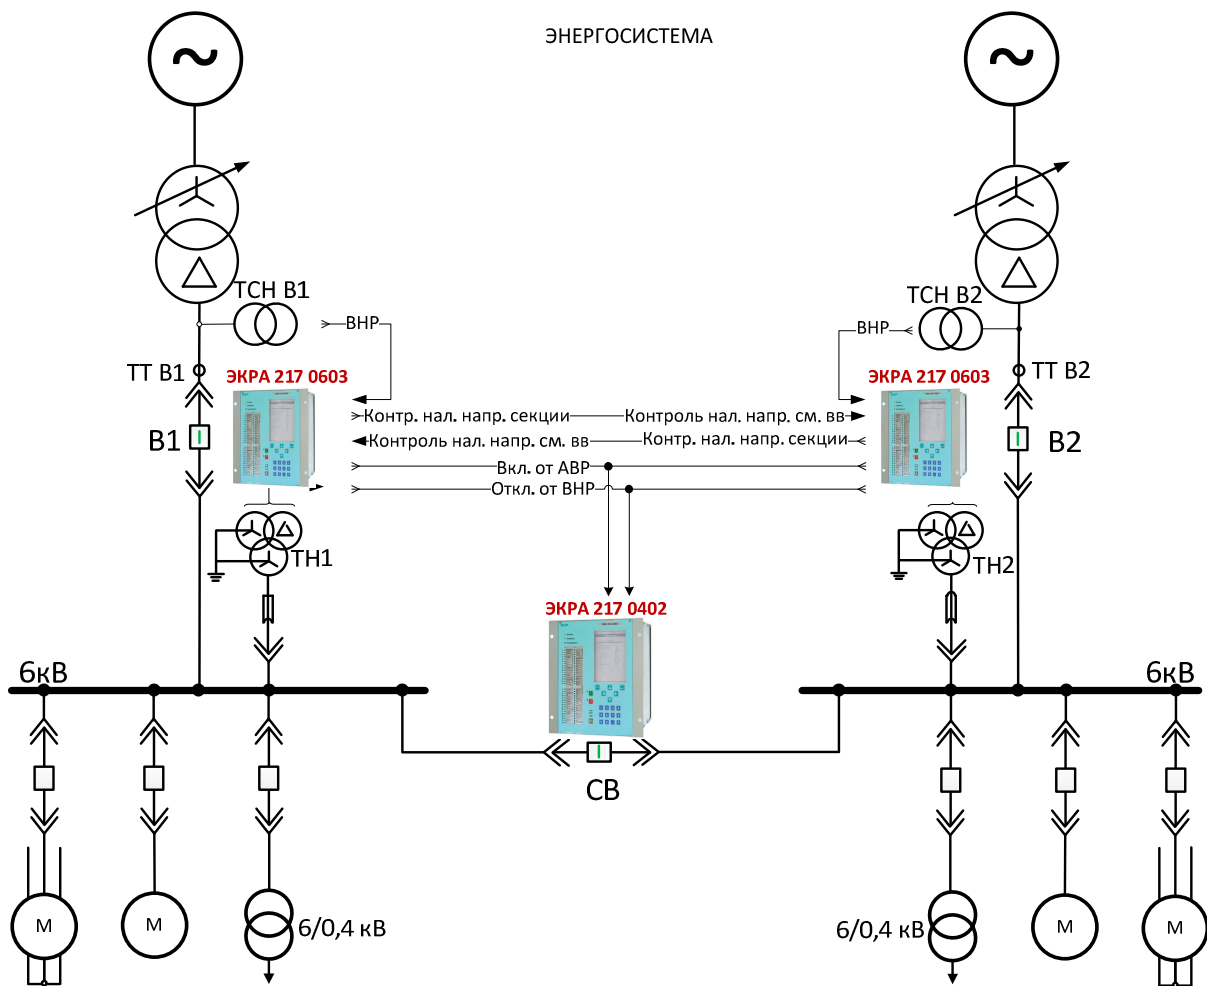 ЭНЕРГОСИСТЕМА
ТСН В1
ТСН В2
ВНР
ВНР
ТТ В1
ТТ В2
ЭКРА 217 0603
ЭКРА 217 0603
Контр. нал. напр. секции
Контроль нал. напр. см. вв
В1
Контроль нал. напр. см. вв
Контр. нал. напр. секции
В2
Вкл. от АВР
Откл. от ВНР
ТН1
ТН2
ЭКРА 217 0402
6кВ
6кВ
СВ
М
М
6/0,4 кВ
6/0,4 кВ
М
М